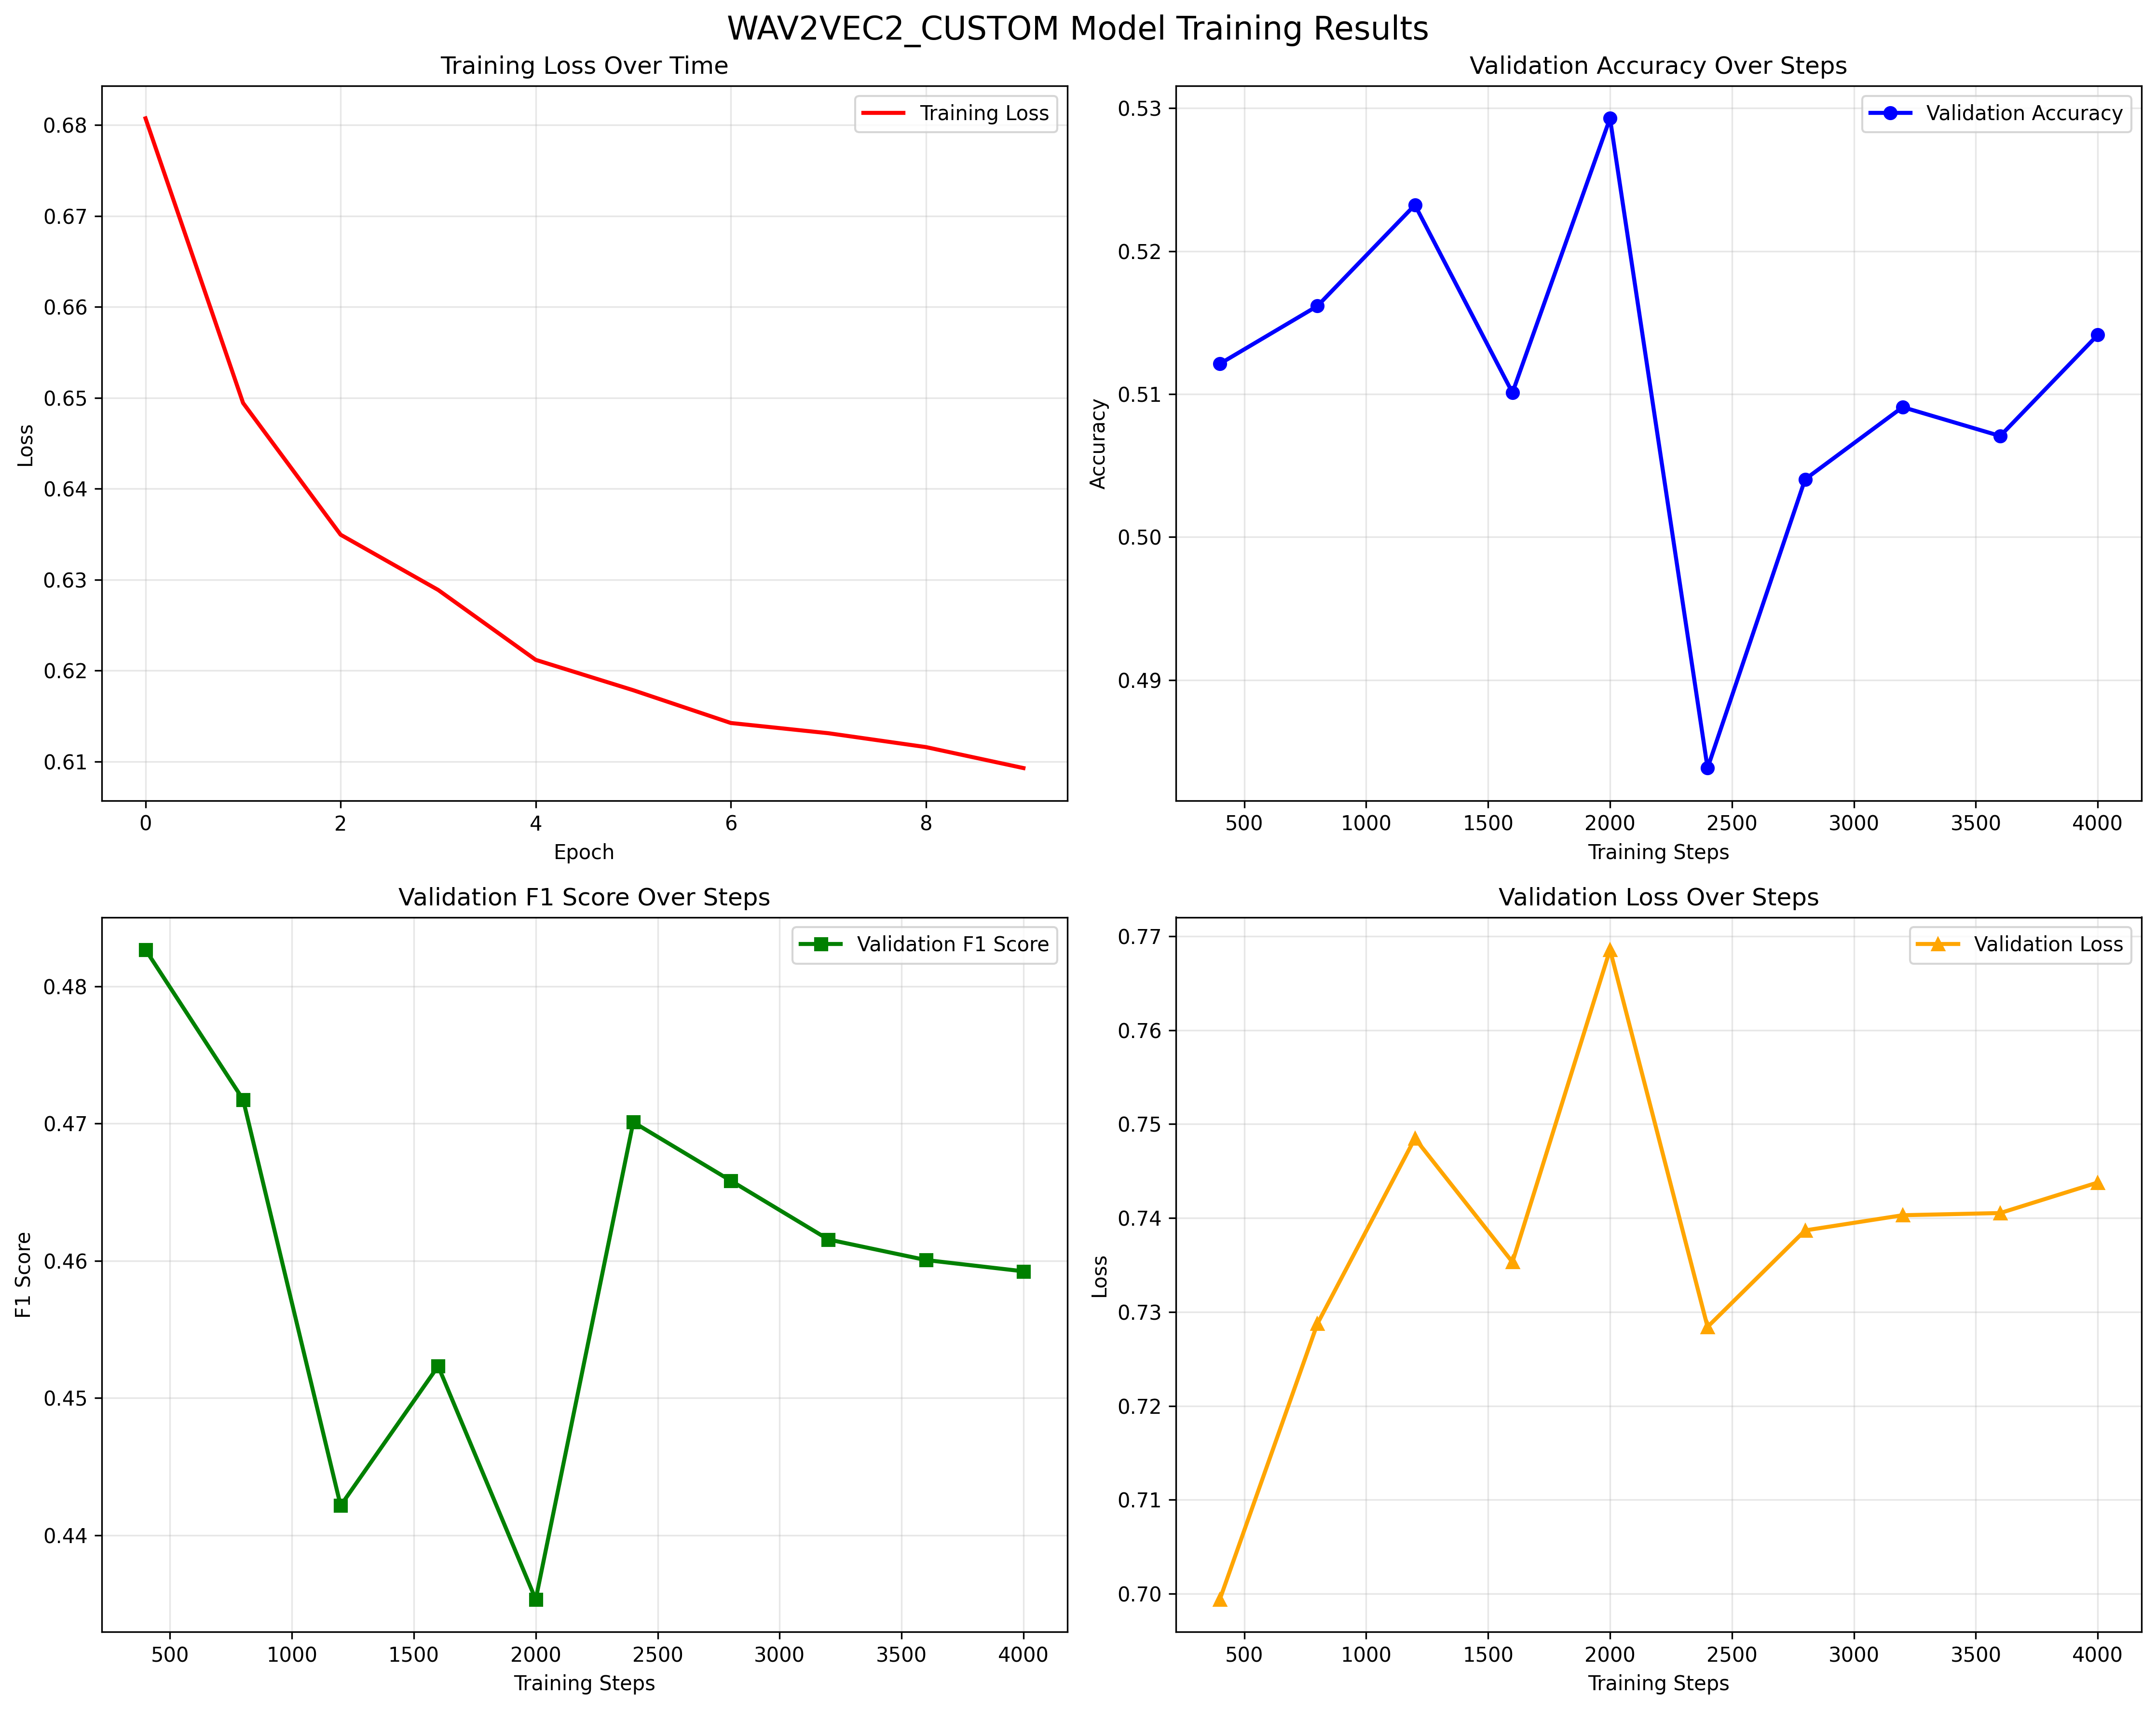 WAV2VEC2_CUSTOM Model Training Results
Training Loss Over Time
Training Loss
0.68
0.67
0.66
0.65
0.64
0.63
0.62
0.61
Loss
0 2 4 6 8
Epoch
Validation Accuracy Over Steps
Validation Accuracy
0.53
0.52
0.51
0.50
0.49
Accuracy
500 1000 1500 2000 2500 3000 3500 4000
Training Steps
Validation F1 Score Over Steps
Validation F1 Score
0.48
0.47
0.46
0.45
0.44
F1 Score
500 1000 1500 2000 2500 3000 3500 4000
Training Steps
Validation Loss Over Steps
Validation Loss
0.77
0.76
0.75
0.74
0.73
0.72
0.71
0.70
Loss
500 1000 1500 2000 2500 3000 3500 4000
Training Steps